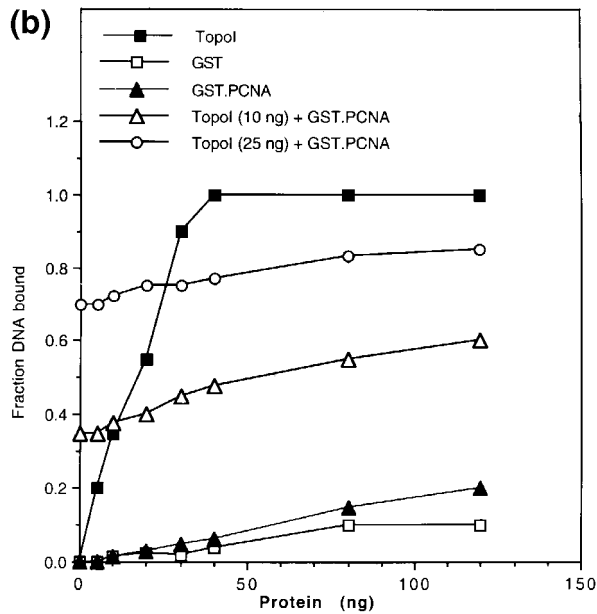 (b)
TopoI
GST
GST.PCNA
TopoI (10 ng) + GST.PCNA
TopoI (25 ng) + GST.PCNA
1.2
1.0
0.8
0.6
0.4
0.2
0.0
Fraction DNA bound
0
50
100
150
Protein (ng)